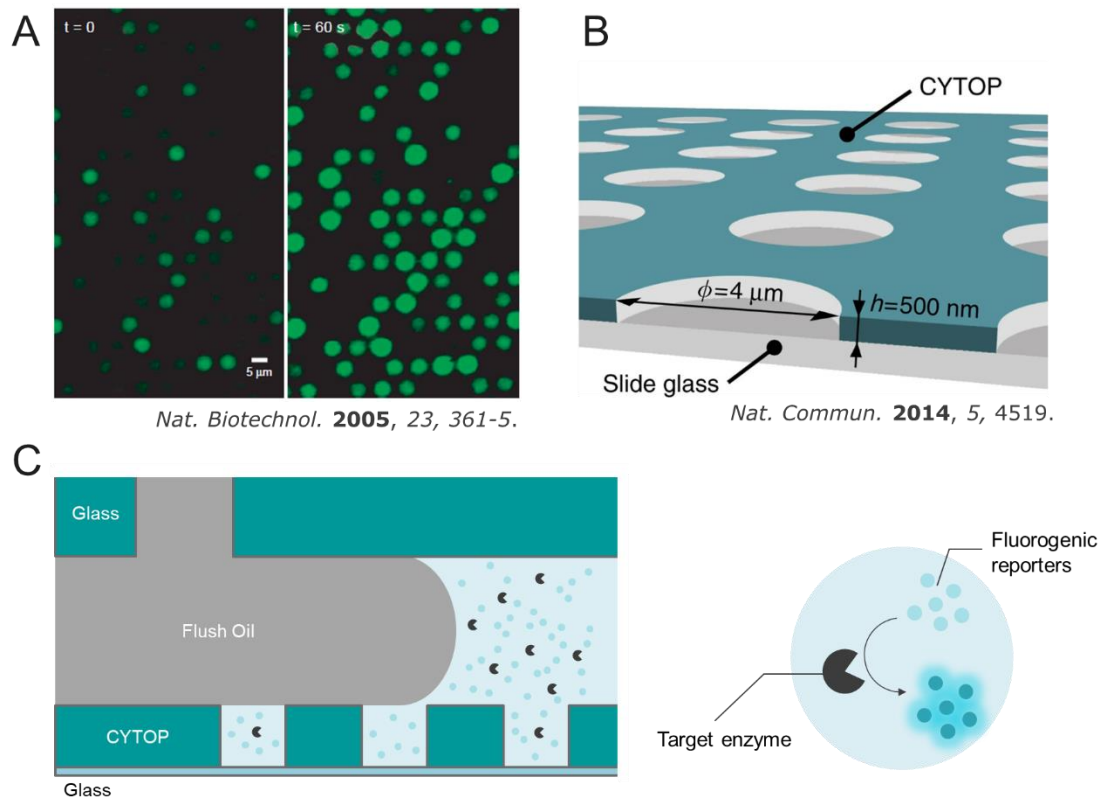 A
t = 0
t = 60 s
5 μm
Nat. Biotechnol. 2005, 23, 361-5.
B
CYTOP
ϕ=4 μm
h=500 nm
Slide glass
Nat. Commun. 2014, 5, 4519.
C
Glass
Flush Oil
CYTOP
Glass
Fluorogenic
reporters
Target enzyme